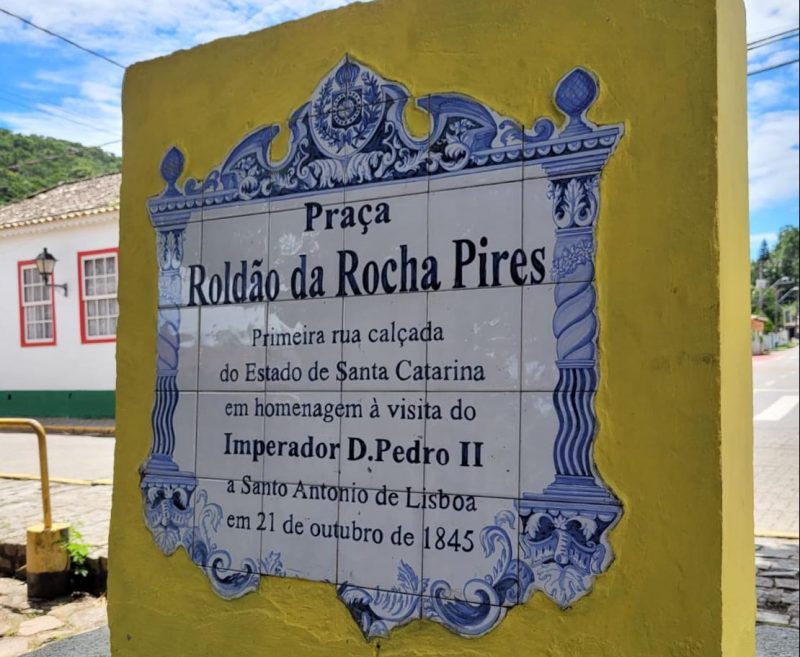 Praça
Roldão da Rocha Pires
Primeira rua calçada
do Estado de Santa Catarina
em homenagem à visita do
Imperador D.Pedro II
a Santo Antonio de Lisboa
em 21 de outubro de 1845